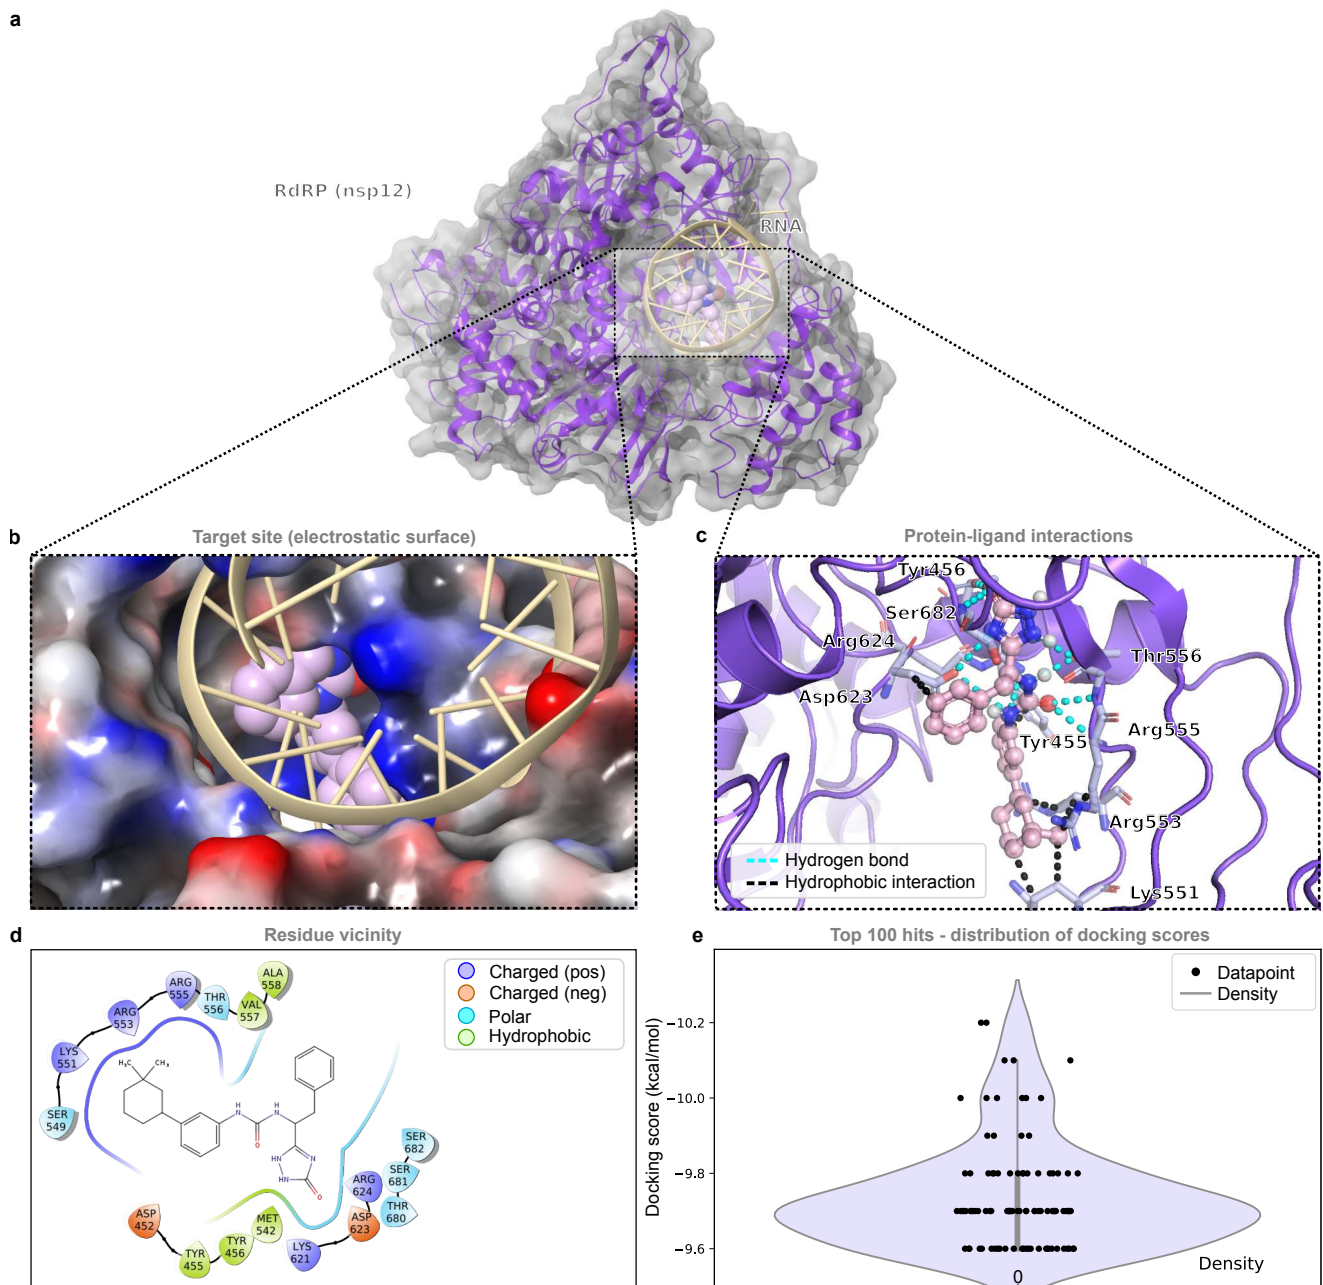 a
RdRP (nsp12)
RNA
b
Target site (electrostatic surface)
c
Protein-ligand interactions
Tyr456
Ser682
Arg624
Thr556
Asp623
Tyr455
Arg555
Arg553
Lys551
Hydrogen bond
Hydrophobic interaction
d
Residue vicinity
Charged (pos)
Charged (neg)
Polar
Hydrophobic
ALA
558
ARG
555
THR
556
VAL
557
ARG
553
LYS
551
SER
549
H₃C
CH₃
H
N
H
N
O
HN
N
NH
O
SER
682
SER
681
ARG
624
THR
680
ASP
623
LYS
621
MET
542
TYR
456
TYR
455
ASP
452
e
Top 100 hits - distribution of docking scores
Datapoint
Density
Docking score (kcal/mol)
−10.2
−10.0
−9.8
−9.6
Density
0